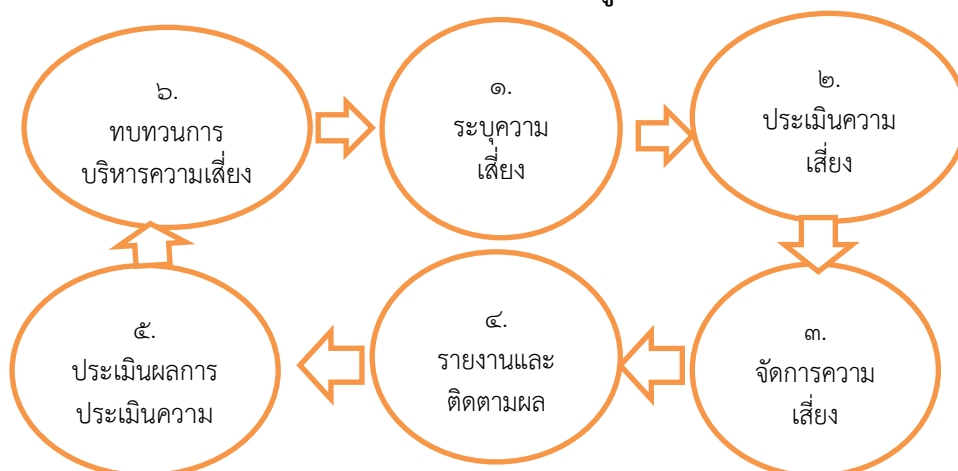 ๑.
ระบุความ
เสี่ยง
๒.
ประเมินความ
เสี่ยง
๓.
จัดการความ
เสี่ยง
๔.
รายงานและ
ติดตามผล
๕.
ประเมินผลการ
ประเมินความ
๖.
ทบทวนการ
บริหารความเสี่ยง